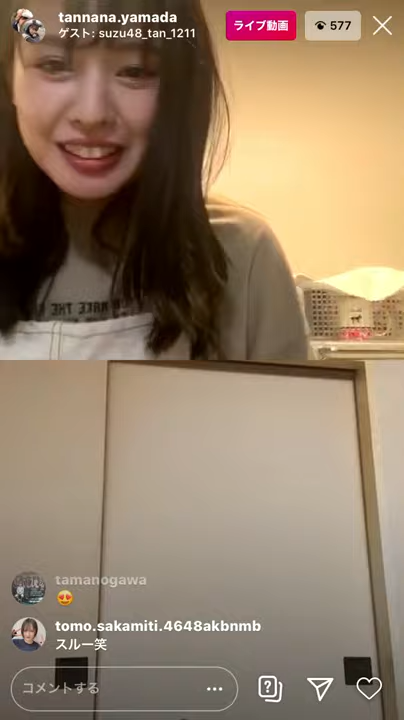 tannana.yamada
ゲスト: suzu48_tan_1211
ライブ動画
577
tamanogawa
😍
tomo.sakamiti.4648akbnmb
スルー笑
コメントする